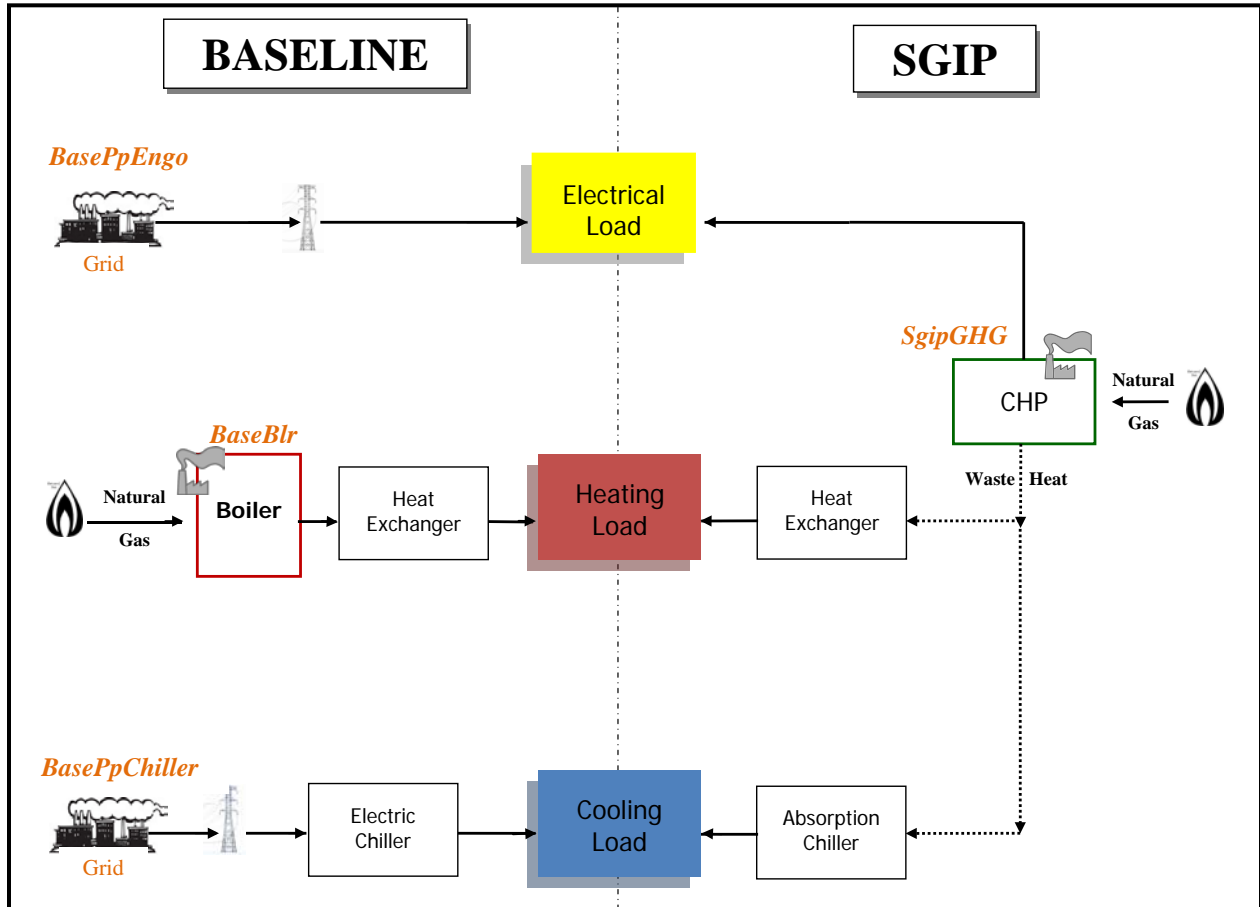 BASELINE
SGIP
BasePpEngo
Grid
Electrical
Load
SgipGHG
CHP
Natural
Gas
Waste Heat
BaseBlr
Natural
Gas
Boiler
Heat
Exchanger
Heating
Load
Heat
Exchanger
BasePpChiller
Grid
Electric
Chiller
Cooling
Load
Absorption
Chiller